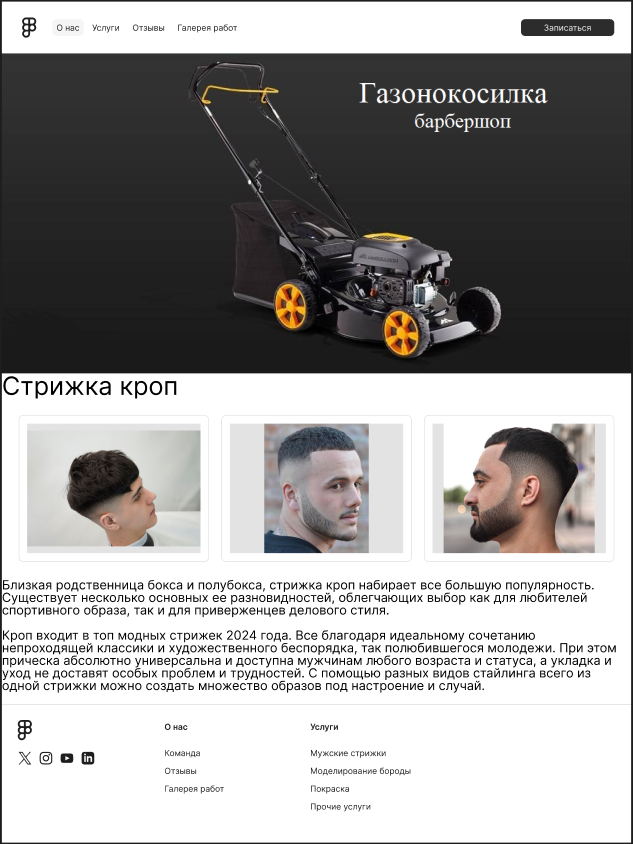 О нас Услуги Отзывы Галерея работ Записаться
Газонокосилка
барбершоп
Стрижка кроп
Близкая родственница бокса и полубокса, стрижка кроп набирает все большую популярность.
Существует несколько основных ее разновидностей, облегчающих выбор как для любителей
спортивного образа, так и для приверженцев делового стиля.
Кроп входит в топ модных стрижек 2024 года. Все благодаря идеальному сочетанию
непроходящей классики и художественного беспорядка, так полюбившегося молодежи. При этом
прическа абсолютно универсальна и доступна мужчинам любого возраста и статуса, а укладка и
уход не доставят особых проблем и трудностей. С помощью разных видов стайлинга всего из
одной стрижки можно создать множество образов под настроение и случай.
О нас
Команда
Отзывы
Галерея работ
Услуги
Мужские стрижки
Моделирование бороды
Покраска
Прочие услуги